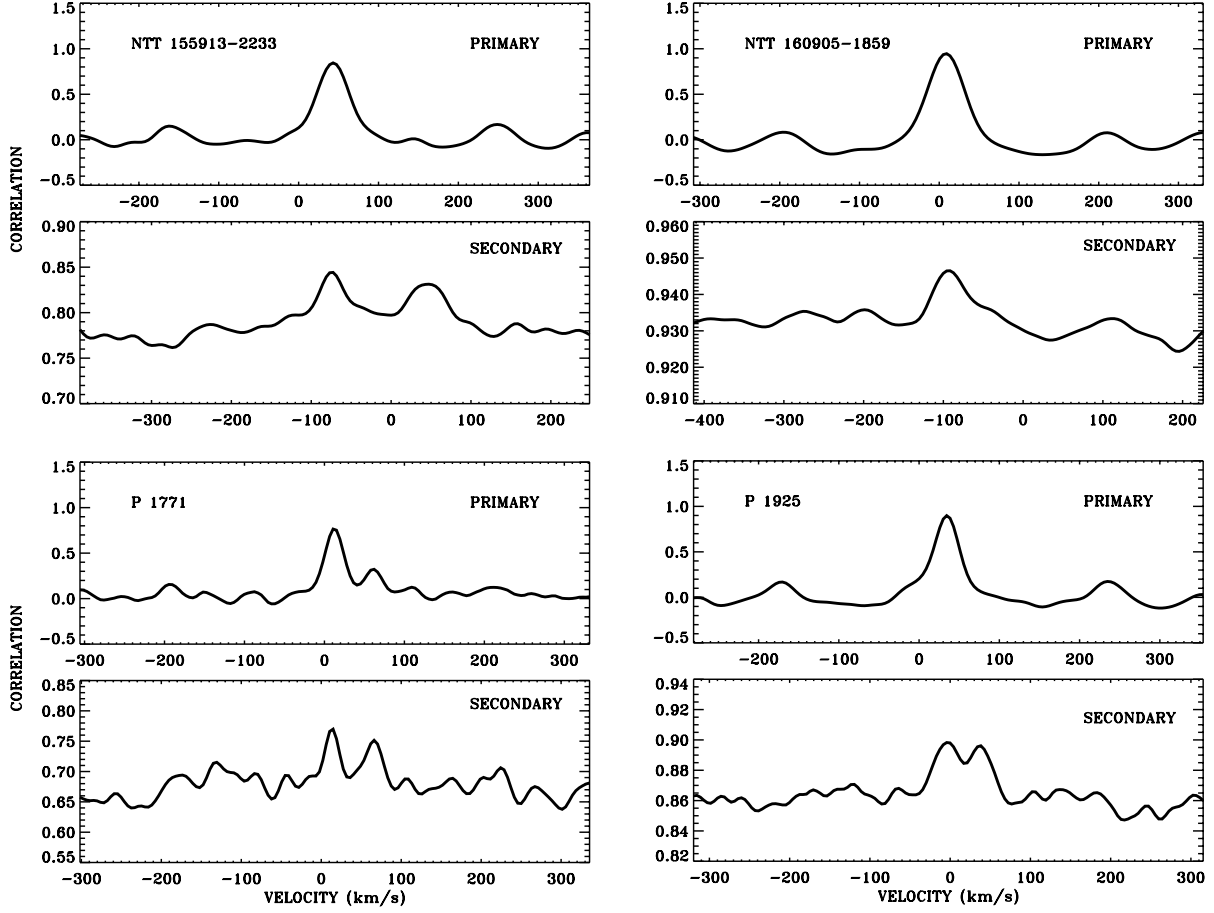 NTT 155913−2233 PRIMARY
1.5
1.0
0.5
0.0
−0.5
−200 −100 0 100 200 300
CORRELATION
SECONDARY
0.90
0.85
0.80
0.75
0.70
−300 −200 −100 0 100 200
NTT 160905−1859 PRIMARY
1.5
1.0
0.5
0.0
−0.5
−300 −200 −100 0 100 200 300
SECONDARY
0.960
0.950
0.940
0.930
0.920
0.910
−400 −300 −200 −100 0 100 200
P 1771 PRIMARY
1.5
1.0
0.5
0.0
−0.5
−300 −200 −100 0 100 200 300
CORRELATION
SECONDARY
0.85
0.80
0.75
0.70
0.65
0.60
0.55
−300 −200 −100 0 100 200 300
VELOCITY (km/s)
P 1925 PRIMARY
1.5
1.0
0.5
0.0
−0.5
−200 −100 0 100 200 300
SECONDARY
0.94
0.92
0.90
0.88
0.86
0.84
0.82
−300 −200 −100 0 100 200 300
VELOCITY (km/s)